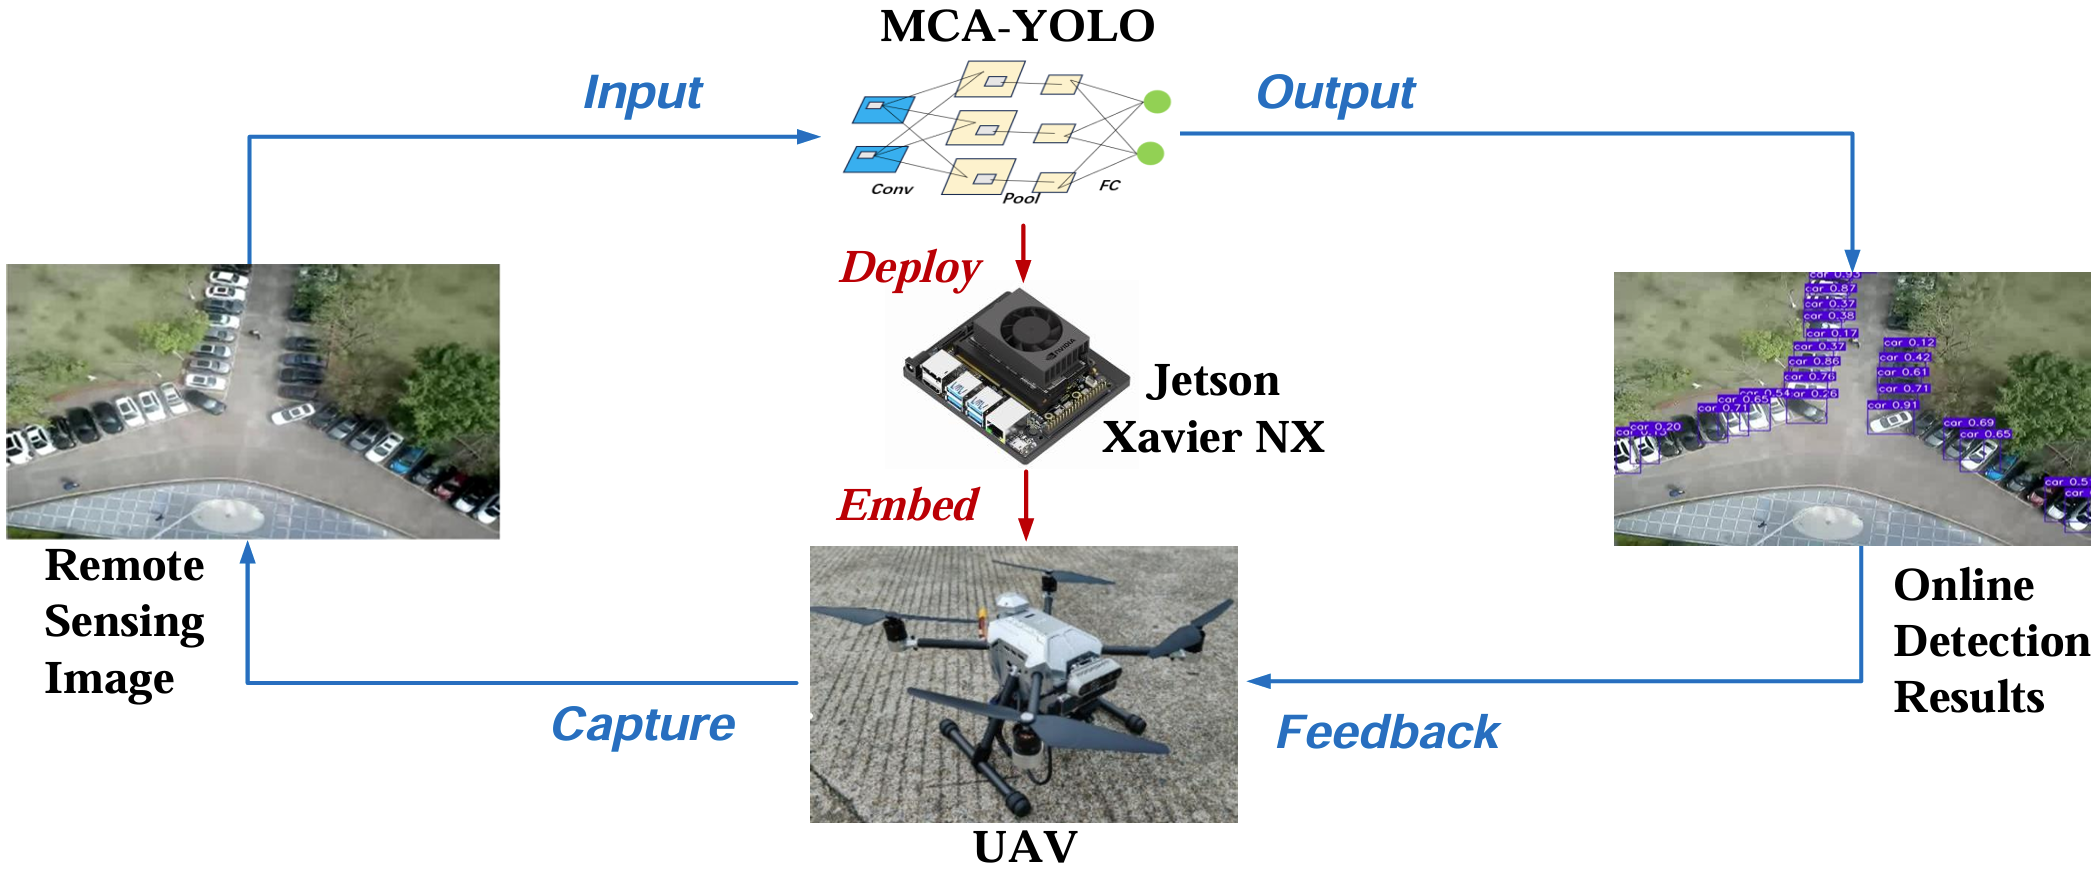 MCA-YOLO
Input
Output
Conv
Pool
FC
Deploy
NVIDIA
Jetson
Xavier NX
Embed
Remote
Sensing
Image
car 0.93
car 0.87
car 0.37
car 0.38
car 0.17
car 0.37
car 0.86
car 0.76
car 0.26
car 0.65
car 0.71
car 0.20
car 0.12
car 0.42
car 0.61
car 0.71
car 0.91
car 0.69
car 0.65
car 0.5
car
Online
Detection
Results
Capture
Feedback
UAV